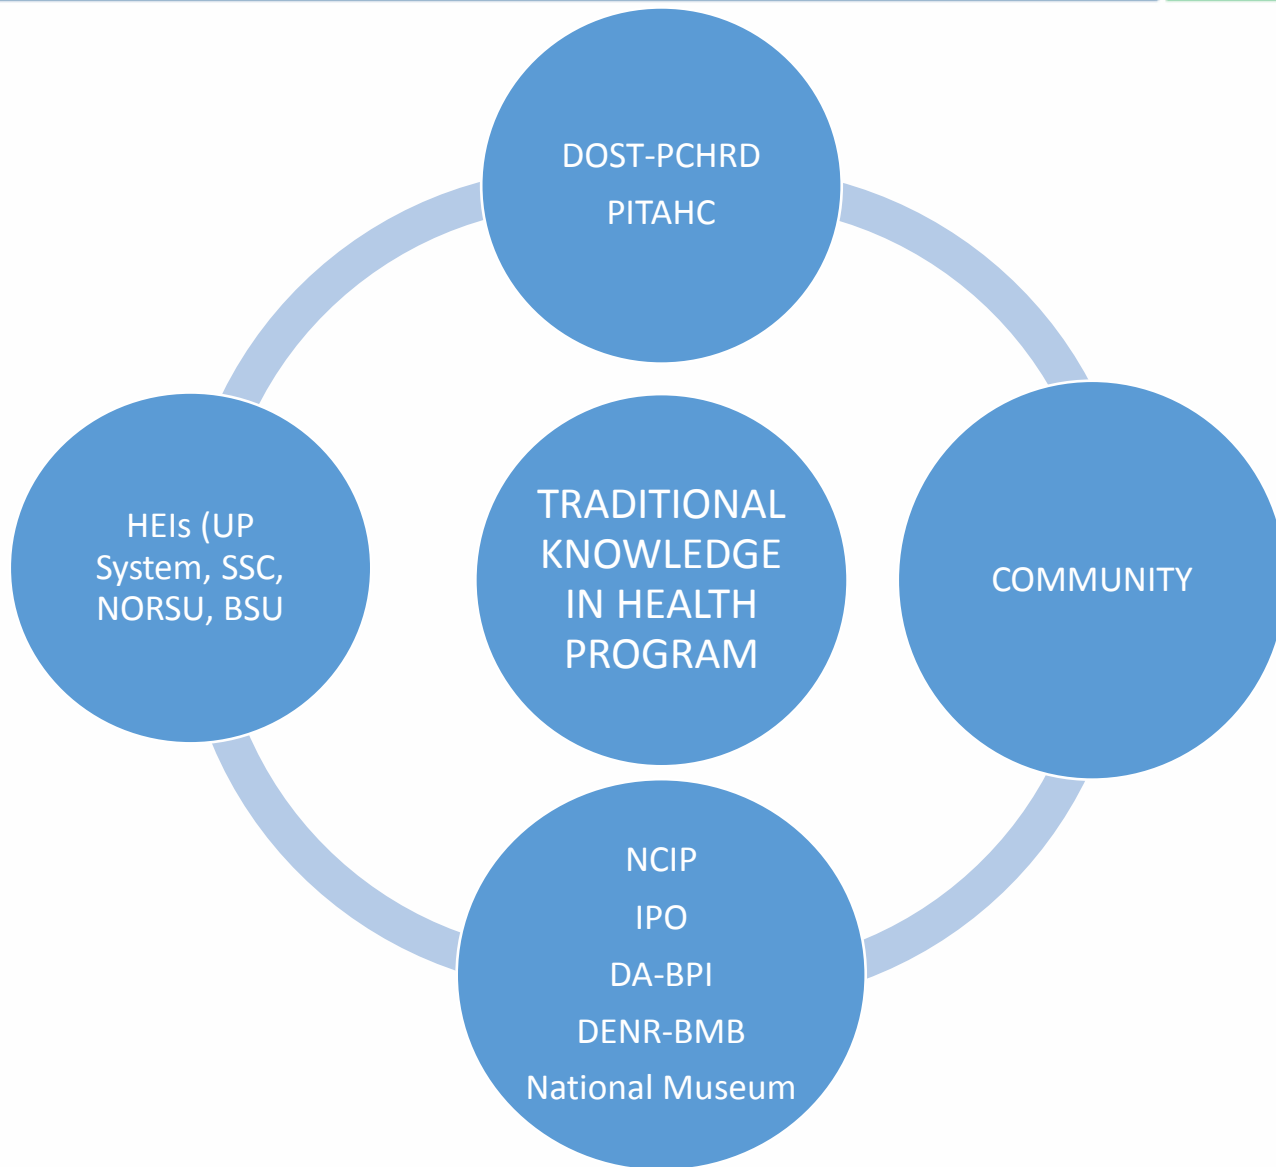 DOST-PCHRD
PITAHC
HEIs (UP
System, SSC,
NORSU, BSU
TRADITIONAL
KNOWLEDGE
IN HEALTH
PROGRAM
COMMUNITY
NCIP
IPO
DA-BPI
DENR-BMB
National Museum